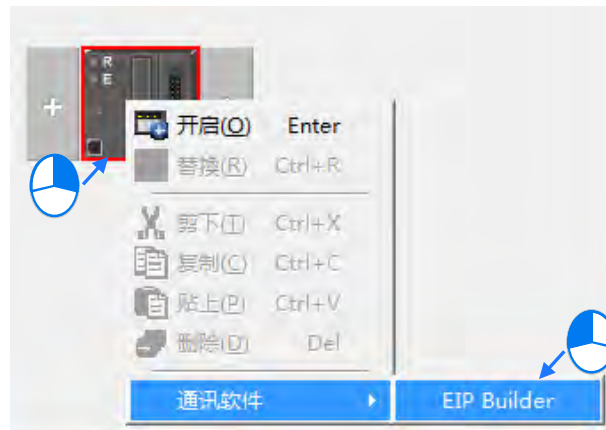 R
E
+
开启(O) Enter
替换(R) Ctrl+R
剪下(T) Ctrl+X
复制(C) Ctrl+C
贴上(P) Ctrl+V
删除(D) Del
通讯软件
EIP Builder